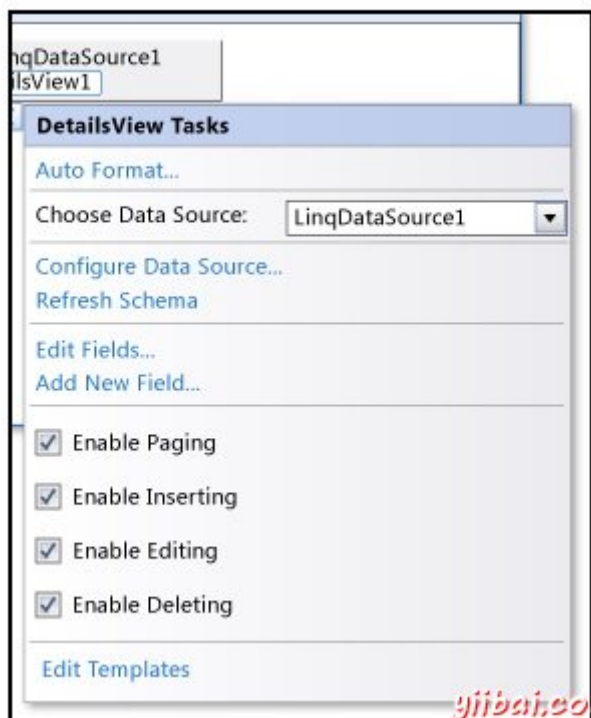 nqDataSource1
ilsView1
DetailsView Tasks
Auto Format...
Choose Data Source: LinqDataSource1
Configure Data Source...
Refresh Schema
Edit Fields...
Add New Field...
Enable Paging
Enable Inserting
Enable Editing
Enable Deleting
Edit Templates
yiibai.co